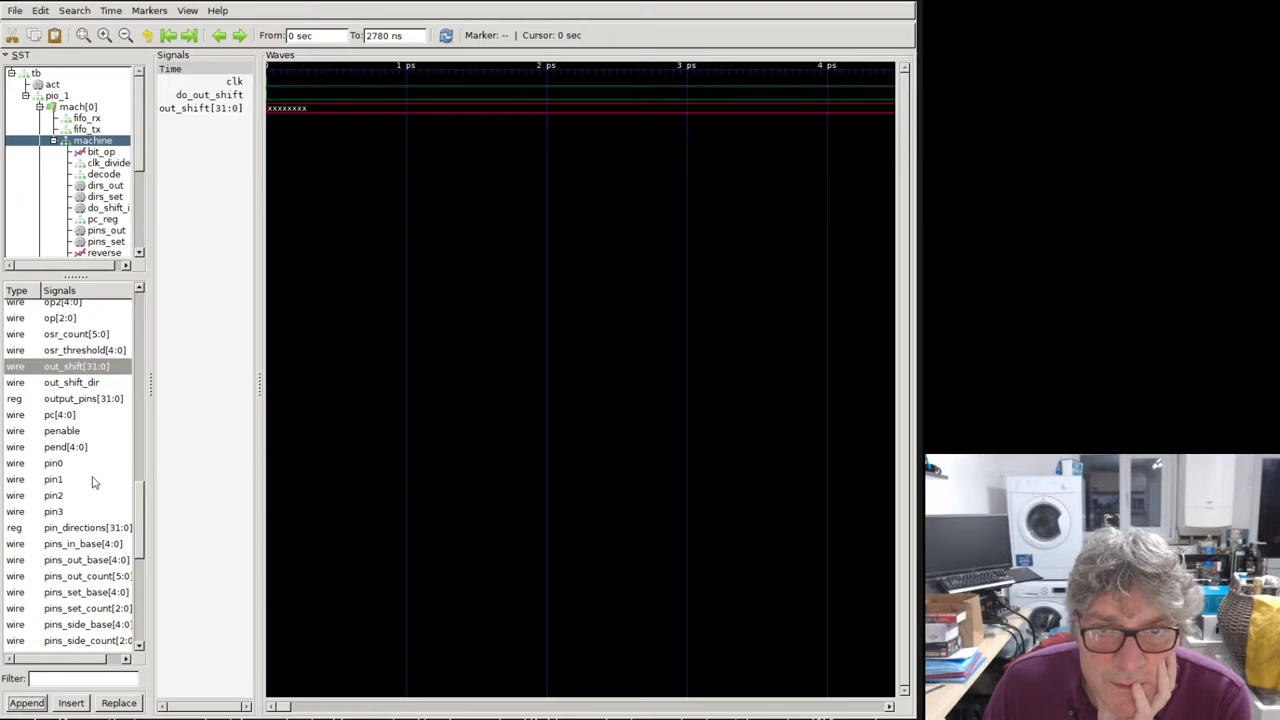 File Edit Search Time Markers View Help
From: 0 sec To: 2780 ns Marker: -- | Cursor: 0 sec
SST
tb
act
pio_1
mach[0]
fifo_rx
fifo_tx
machine
bit_op
clk_divide
decode
dirs_out
dirs_set
do_shift_i
pc_reg
pins_out
pins_set
reverse
Type Signals
wire op2[4:0]
wire op[2:0]
wire osr_count[5:0]
wire osr_threshold[4:0]
wire out_shift[31:0]
wire out_shift_dir
reg output_pins[31:0]
wire pc[4:0]
wire penable
wire pend[4:0]
wire pin0
wire pin1
wire pin2
wire pin3
reg pin_directions[31:0]
wire pins_in_base[4:0]
wire pins_out_base[4:0]
wire pins_out_count[5:0]
wire pins_set_base[4:0]
wire pins_set_count[2:0]
wire pins_side_base[4:0]
wire pins_side_count[2:0
Filter:
Append Insert Replace
Signals
Time
clk
do_out_shift
out_shift[31:0]
Waves
1 ps 2 ps 3 ps 4 ps
xxxxxxxx